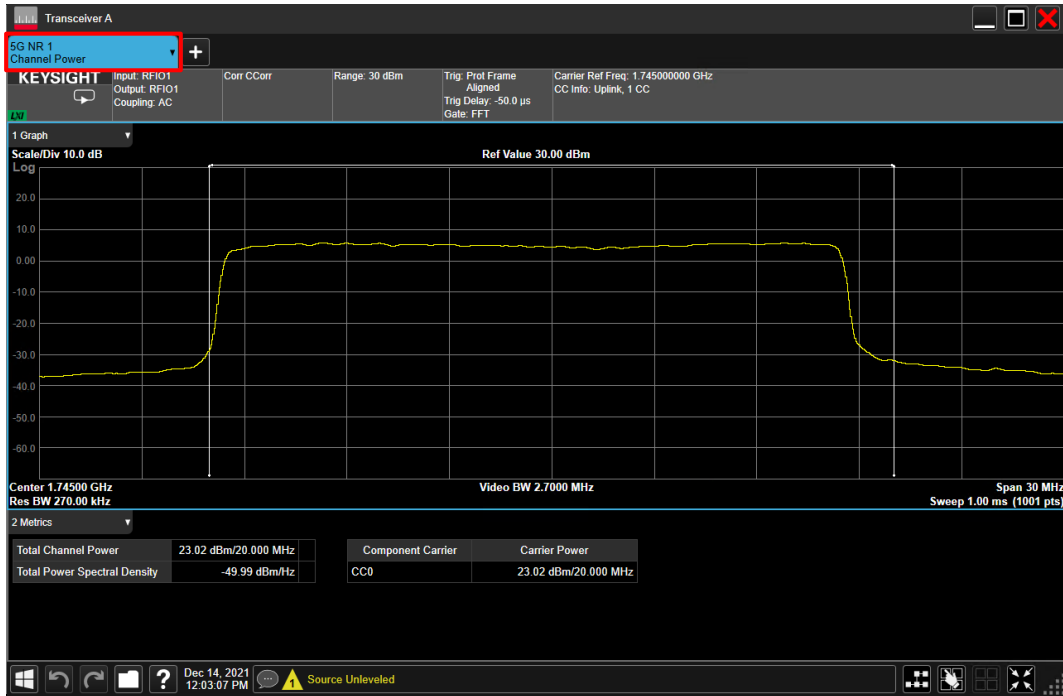 Transceiver A
5G NR 1
Channel Power
+
KEYSIGHT
LXI
Input: RFIO1
Output: RFIO1
Coupling: AC
Corr CCorr
Range: 30 dBm
Trig: Prot Frame
Aligned
Trig Delay: -50.0 µs
Gate: FFT
Carrier Ref Freq: 1.745000000 GHz
CC Info: Uplink, 1 CC
1 Graph
Scale/Div 10.0 dB
Ref Value 30.00 dBm
Log
20.0
10.0
0.00
-10.0
-20.0
-30.0
-40.0
-50.0
-60.0
Center 1.74500 GHz
Video BW 2.7000 MHz
Span 30 MHz
Res BW 270.00 kHz
Sweep 1.00 ms (1001 pts)
2 Metrics
Total Channel Power 23.02 dBm/20.000 MHz
Total Power Spectral Density -49.99 dBm/Hz
Component Carrier Carrier Power
CC0 23.02 dBm/20.000 MHz
?
Dec 14, 2021
12:03:07 PM
1
Source Unleveled